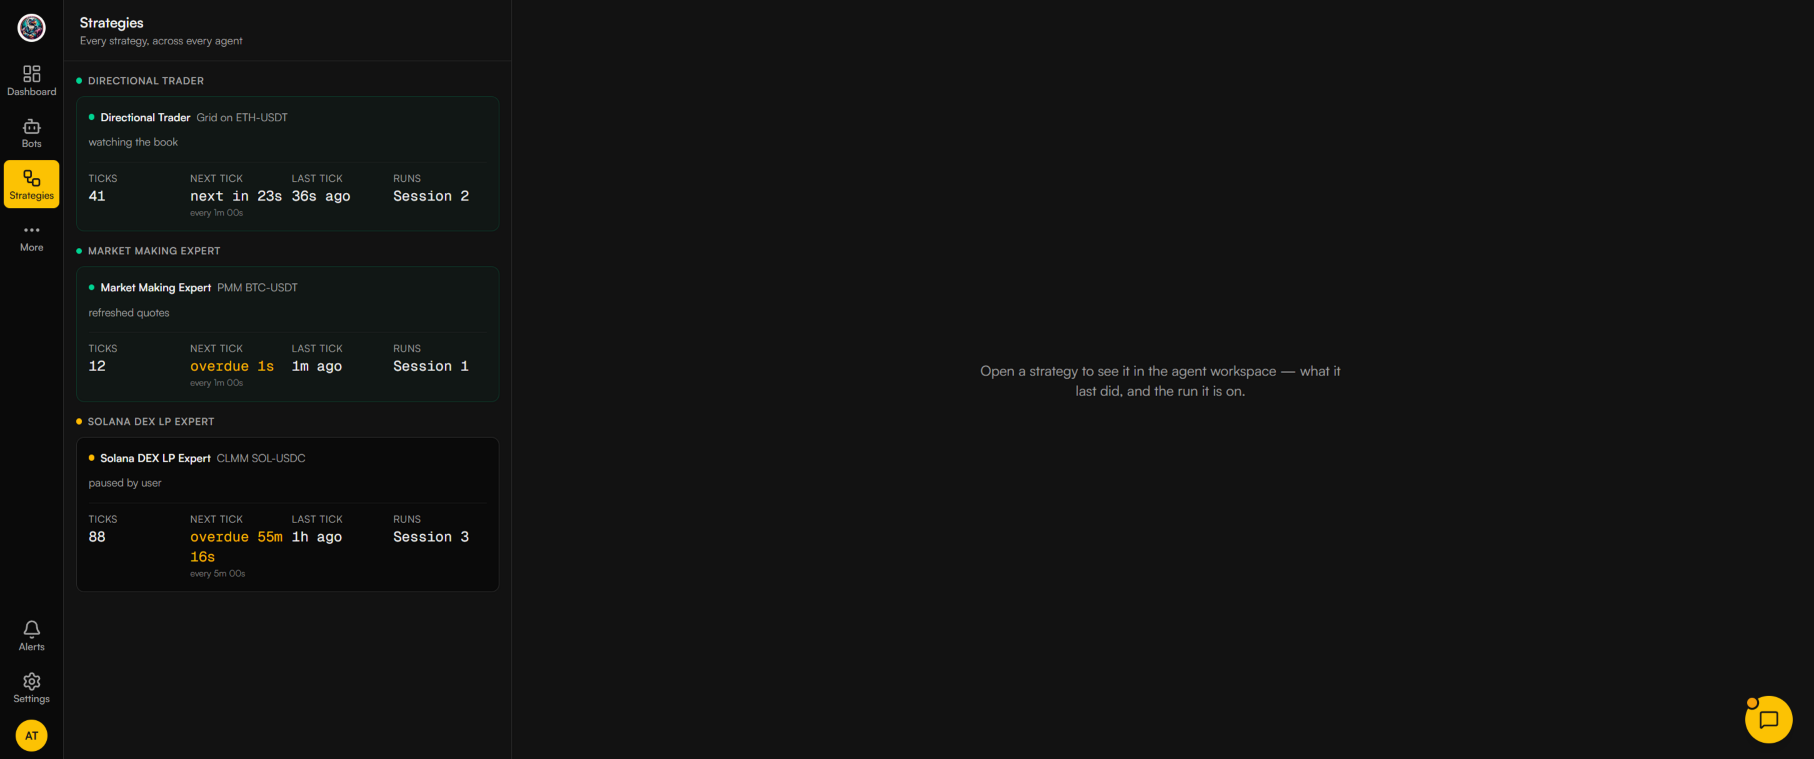 Strategies
Every strategy, across every agent
Dashboard
Bots
Strategies
More
Alerts
Settings
AT
DIRECTIONAL TRADER
Directional Trader Grid on ETH-USDT
watching the book
TICKS NEXT TICK LAST TICK RUNS
41 next in 23s 36s ago Session 2
every 1m 00s
MARKET MAKING EXPERT
Market Making Expert PMM BTC-USDT
refreshed quotes
TICKS NEXT TICK LAST TICK RUNS
12 overdue 1s 1m ago Session 1
every 1m 00s
SOLANA DEX LP EXPERT
Solana DEX LP Expert CLMM SOL-USDC
paused by user
TICKS NEXT TICK LAST TICK RUNS
88 overdue 55m 1h ago Session 3
16s
every 5m 00s
Open a strategy to see it in the agent workspace — what it
last did, and the run it is on.